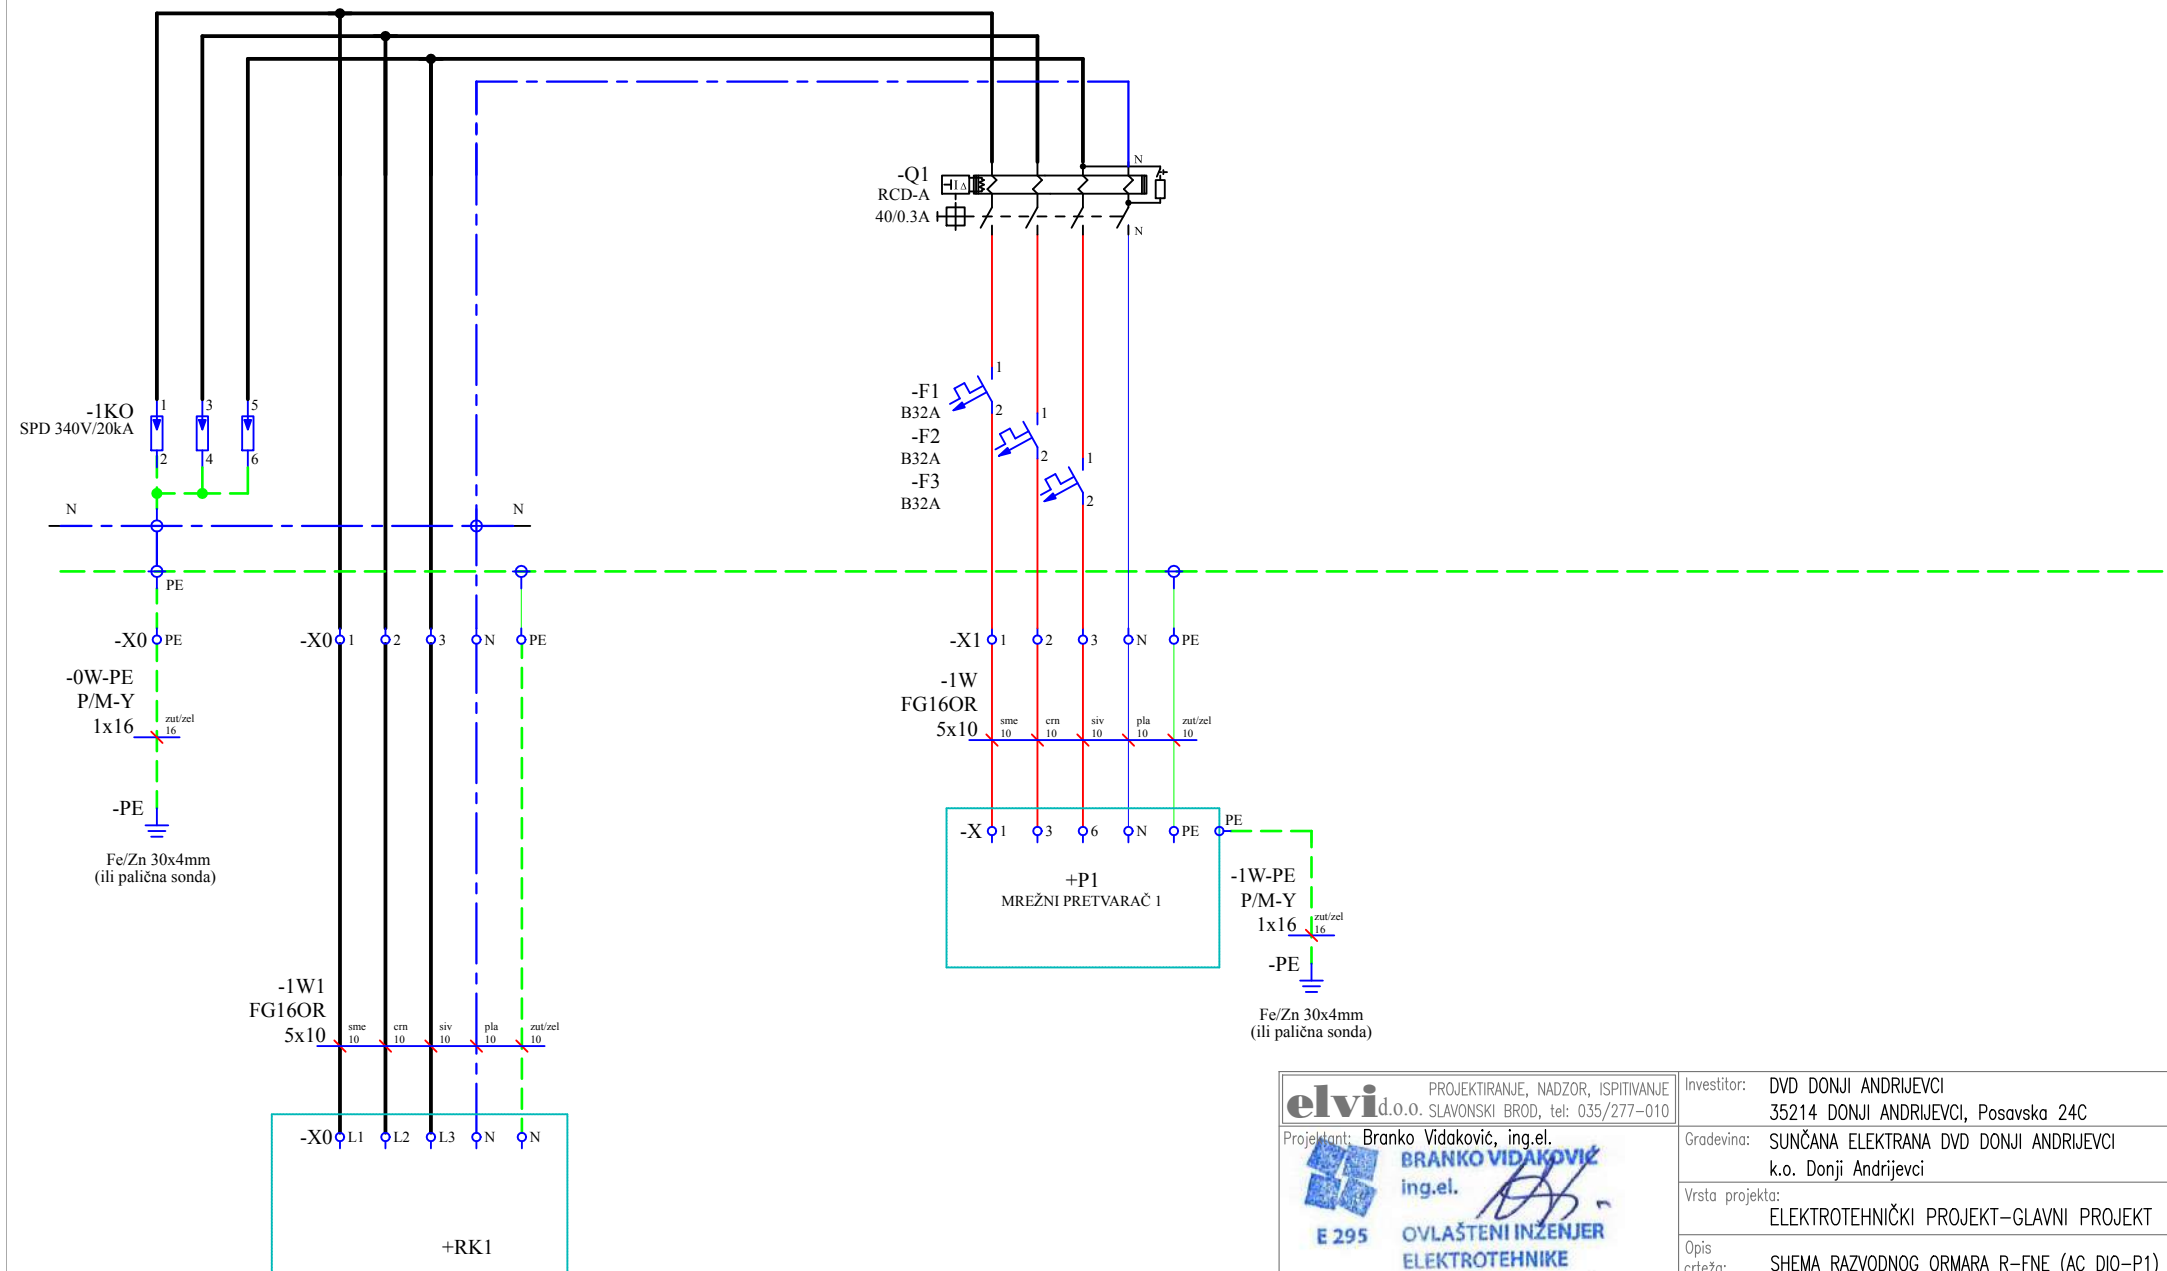 -Q1
RCD-A
40/0.3A
I Δ
N
N
-1KO
SPD 340V/20kA
1 3 5
2 4 6
-F1
B32A
1
2
-F2
B32A
1
2
-F3
B32A
1
2
N N
PE
-X0 PE
-X0 1 2 3 N PE
-X1 1 2 3 N PE
-0W-PE
P/M-Y
1x16
zut/zel
16
-PE
Fe/Zn 30x4mm
(ili palična sonda)
-1W
FG16OR
5x10
sme crn siv pla zut/zel
10 10 10 10 10
-X 1 3 6 N PE PE
+P1
MREŽNI PRETVARAČ 1
-1W-PE
P/M-Y
1x16
zut/zel
16
-PE
Fe/Zn 30x4mm
(ili palična sonda)
-1W1
FG16OR
5x10
sme crn siv pla zut/zel
10 10 10 10 10
-X0 L1 L2 L3 N N
+RK1
elvi d.o.o.
PROJEKTIRANJE, NADZOR, ISPITIVANJE
SLAVONSKI BROD, tel: 035/277-010
Projektant: Branko Vidaković, ing.el.
BRANKO VIDAKOVIĆ
ing.el.
E 295 OVLAŠTENI INŽENJER
ELEKTROTEHNIKE
Investitor: DVD DONJI ANDRIJEVCI
35214 DONJI ANDRIJEVCI, Posavska 24C
Gradevina: SUNČANA ELEKTRANA DVD DONJI ANDRIJEVCI
k.o. Donji Andrijevci
Vrsta projekta:
ELEKTROTEHNIČKI PROJEKT-GLAVNI PROJEKT
Opis
crteža: SHEMA RAZVODNOG ORMARA R-FNE (AC DIO-P1)